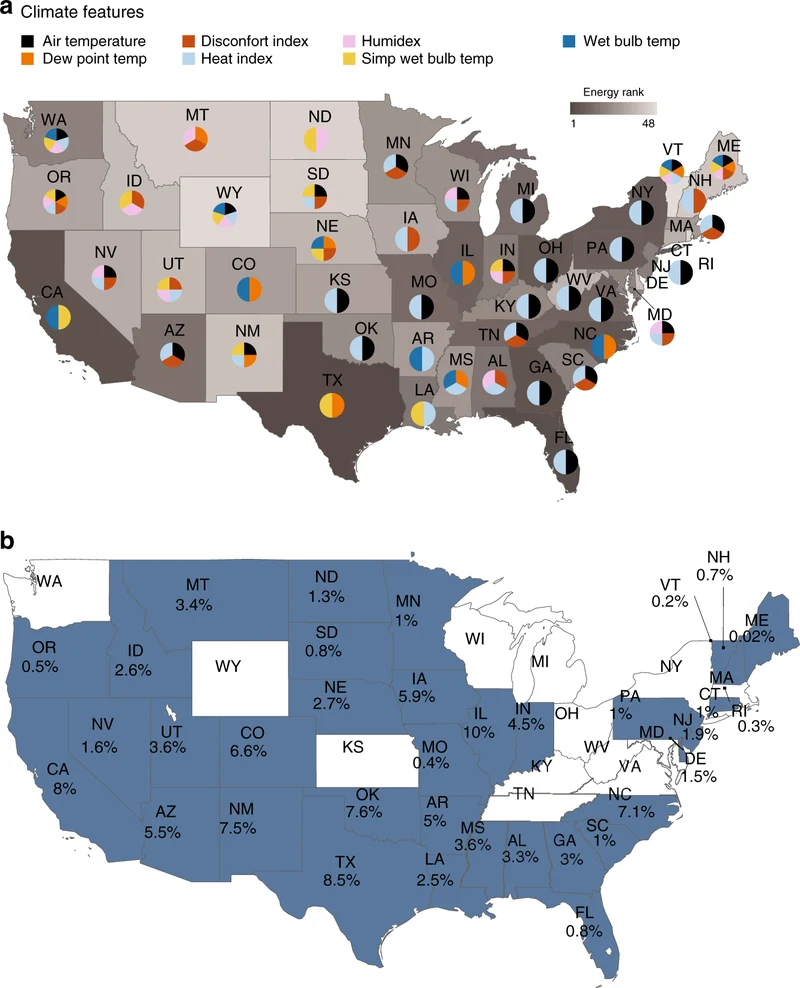 a
Climate features
Air temperature
Disconfort index
Humidex
Wet bulb temp
Dew point temp
Heat index
Simp wet bulb temp
Energy rank
1 48
WA
MT
ND
MN
VT
ME
OR
ID
WY
SD
WI
MI
NY
NH
MA
NV
UT
CO
NE
IA
IL
IN
OH
PA
CT
RI
NJ
DE
CA
KS
MO
KY
WV
VA
MD
AZ
NM
OK
AR
TN
NC
TX
LA
MS
AL
GA
SC
FL
b
WA
MT
3.4%
ND
1.3%
MN
1%
VT
0.2%
NH
0.7%
ME
0.02%
OR
0.5%
ID
2.6%
WY
SD
0.8%
WI
MI
NY
MA
NV
1.6%
UT
3.6%
CO
6.6%
NE
2.7%
IA
5.9%
IL
10%
IN
4.5%
OH
PA
1%
CT
1%
RI
0.3%
NJ
1.9%
CA
8%
KS
MO
0.4%
KY
WV
VA
MD
DE
1.5%
AZ
5.5%
NM
7.5%
OK
7.6%
AR
5%
TN
NC
7.1%
TX
8.5%
LA
2.5%
MS
3.6%
AL
3.3%
GA
3%
SC
1%
FL
0.8%